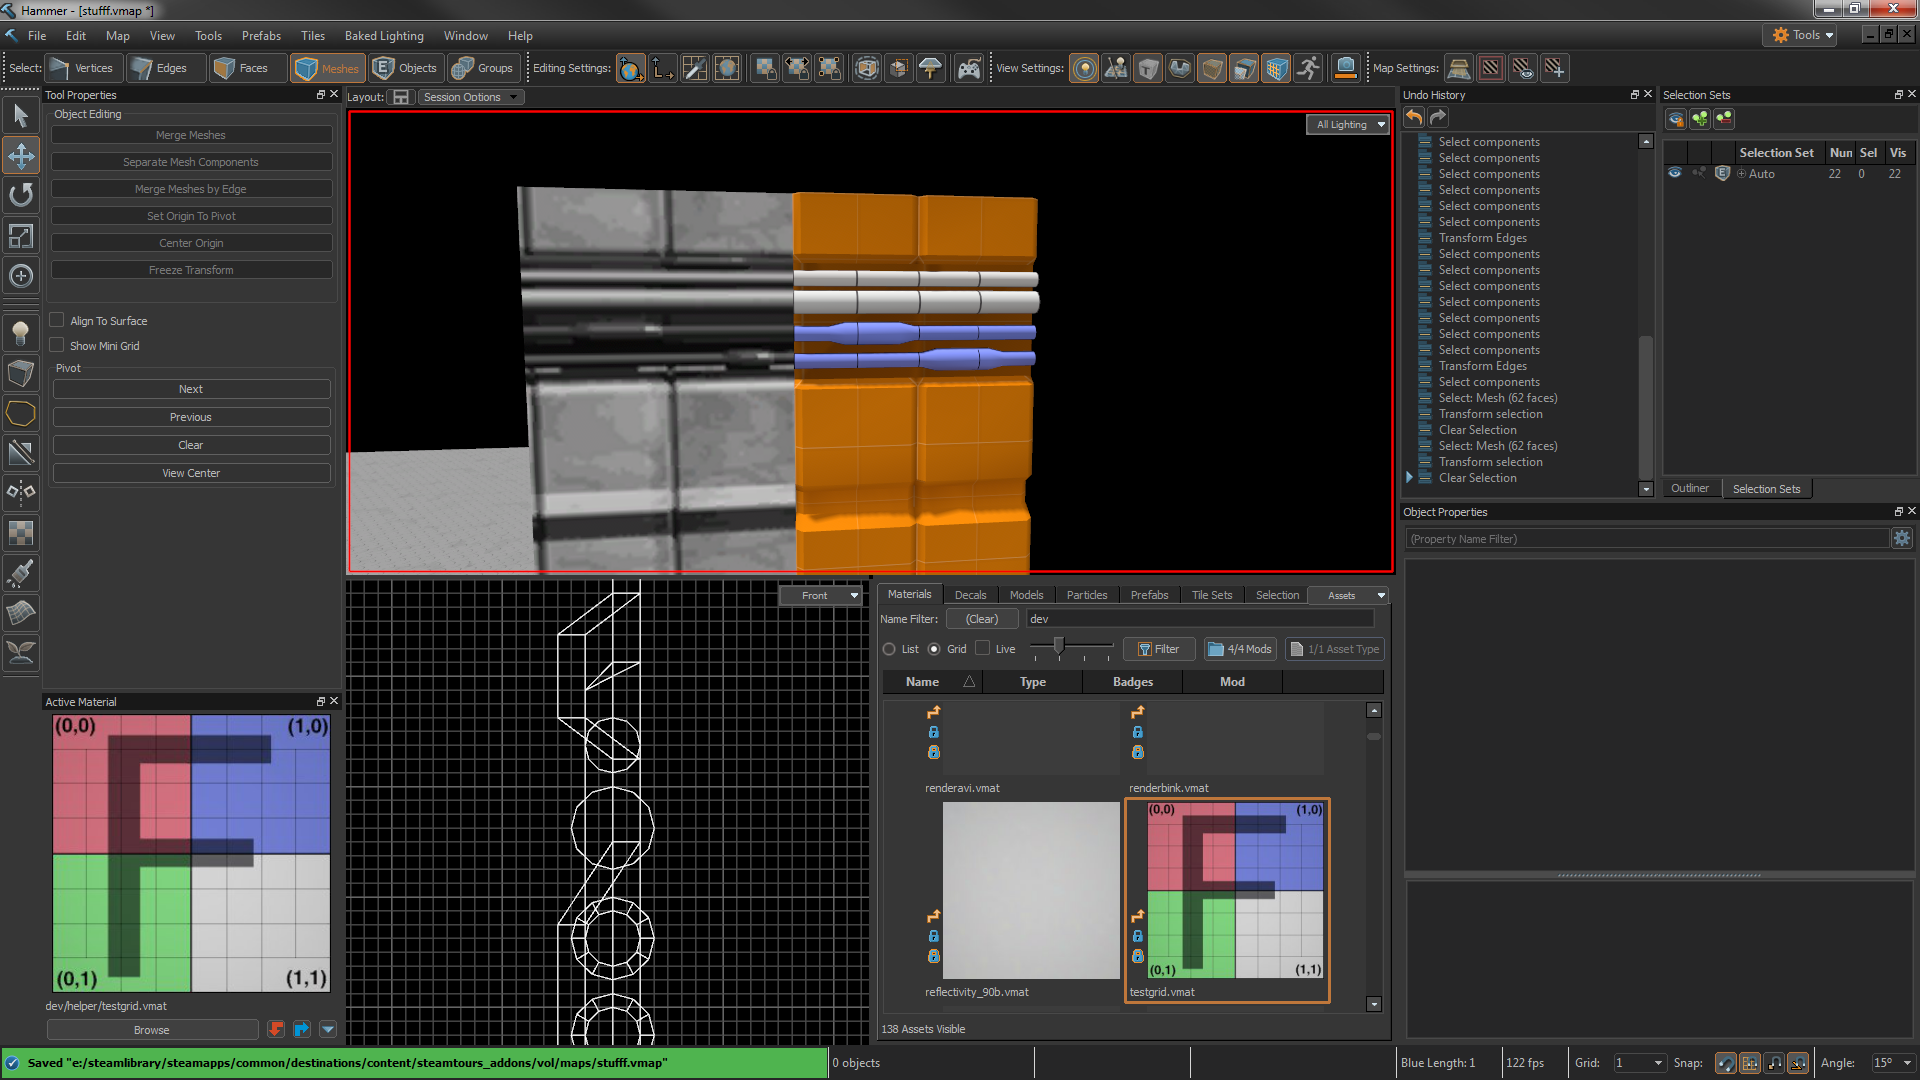 Hammer - [stufff.vmap *]
File Edit Map View Tools Prefabs Tiles Baked Lighting Window Help
Tools
Select: Vertices Edges Faces Meshes Objects Groups Editing Settings: View Settings: Map Settings:
Tool Properties
Object Editing
Merge Meshes
Separate Mesh Components
Merge Meshes by Edge
Set Origin To Pivot
Center Origin
Freeze Transform
Align To Surface
Show Mini Grid
Pivot
Next
Previous
Clear
View Center
Active Material
(0,0) (1,0)
(0,1) (1,1)
dev/helper/testgrid.vmat
Browse
Layout: Session Options
All Lighting
Front
Materials Decals Models Particles Prefabs Tile Sets Selection Assets
Name Filter: (Clear) dev
List Grid Live Filter 4/4 Mods 1/1 Asset Type
Name Type Badges Mod
renderavi.vmat renderbink.vmat
(0,0) (1,0)
(0,1) (1,1)
reflectivity_90b.vmat testgrid.vmat
138 Assets Visible
Undo History
Select components
Select components
Select components
Select components
Select components
Select components
Transform Edges
Select components
Select components
Select components
Select components
Select components
Select components
Select components
Transform Edges
Select components
Select: Mesh (62 faces)
Transform selection
Clear Selection
Select: Mesh (62 faces)
Transform selection
Clear Selection
Selection Sets
Selection Set Nun Sel Vis
E Auto 22 0 22
Outliner Selection Sets
Object Properties
(Property Name Filter)
Saved "e:/steamlibrary/steamapps/common/destinations/content/steamtours_addons/vol/maps/stufff.vmap"
0 objects
Blue Length: 1 122 fps Grid: 1 Snap: Angle: 15°